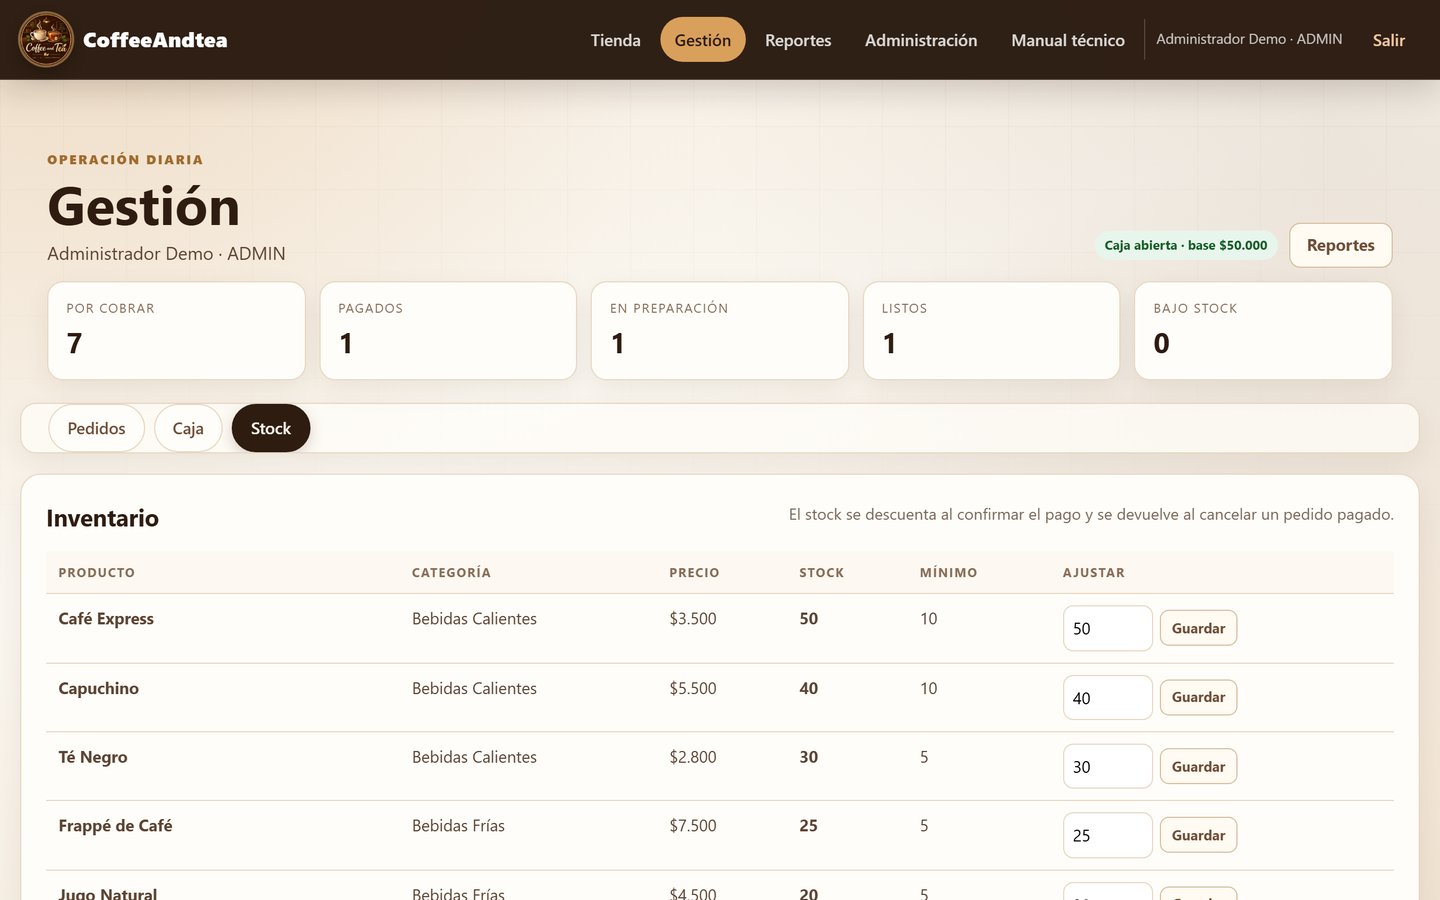 Coffee and Tea
CoffeeAndtea
Tienda
Gestión
Reportes
Administración
Manual técnico
Administrador Demo · ADMIN
Salir
OPERACIÓN DIARIA
Gestión
Administrador Demo · ADMIN
Caja abierta · base $50.000
Reportes
POR COBRAR
7
PAGADOS
1
EN PREPARACIÓN
1
LISTOS
1
BAJO STOCK
0
Pedidos
Caja
Stock
Inventario
El stock se descuenta al confirmar el pago y se devuelve al cancelar un pedido pagado.
PRODUCTO CATEGORÍA PRECIO STOCK MÍNIMO AJUSTAR
Café Express Bebidas Calientes $3.500 50 10 50 Guardar
Capuchino Bebidas Calientes $5.500 40 10 40 Guardar
Té Negro Bebidas Calientes $2.800 30 5 30 Guardar
Frappé de Café Bebidas Frías $7.500 25 5 25 Guardar
Jugo Natural Bebidas Frías $4.500 20 5